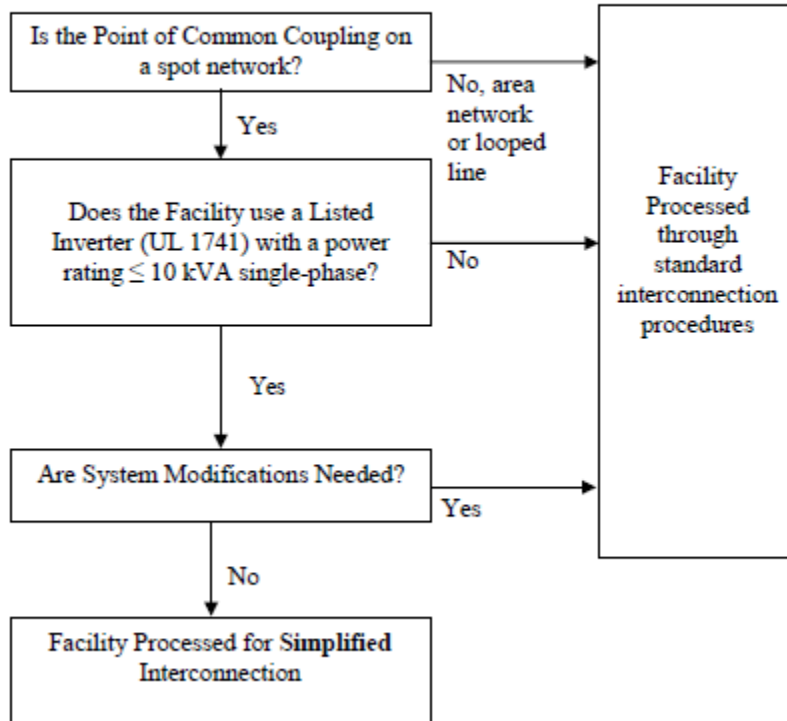 Is the Point of Common Coupling on
a spot network?
No, area
network
or looped
line
Yes
Does the Facility use a Listed
Inverter (UL 1741) with a power
rating ≤ 10 kVA single-phase?
No
Yes
Are System Modifications Needed?
Yes
No
Facility Processed for Simplified
Interconnection
Facility
Processed
through
standard
interconnection
procedures